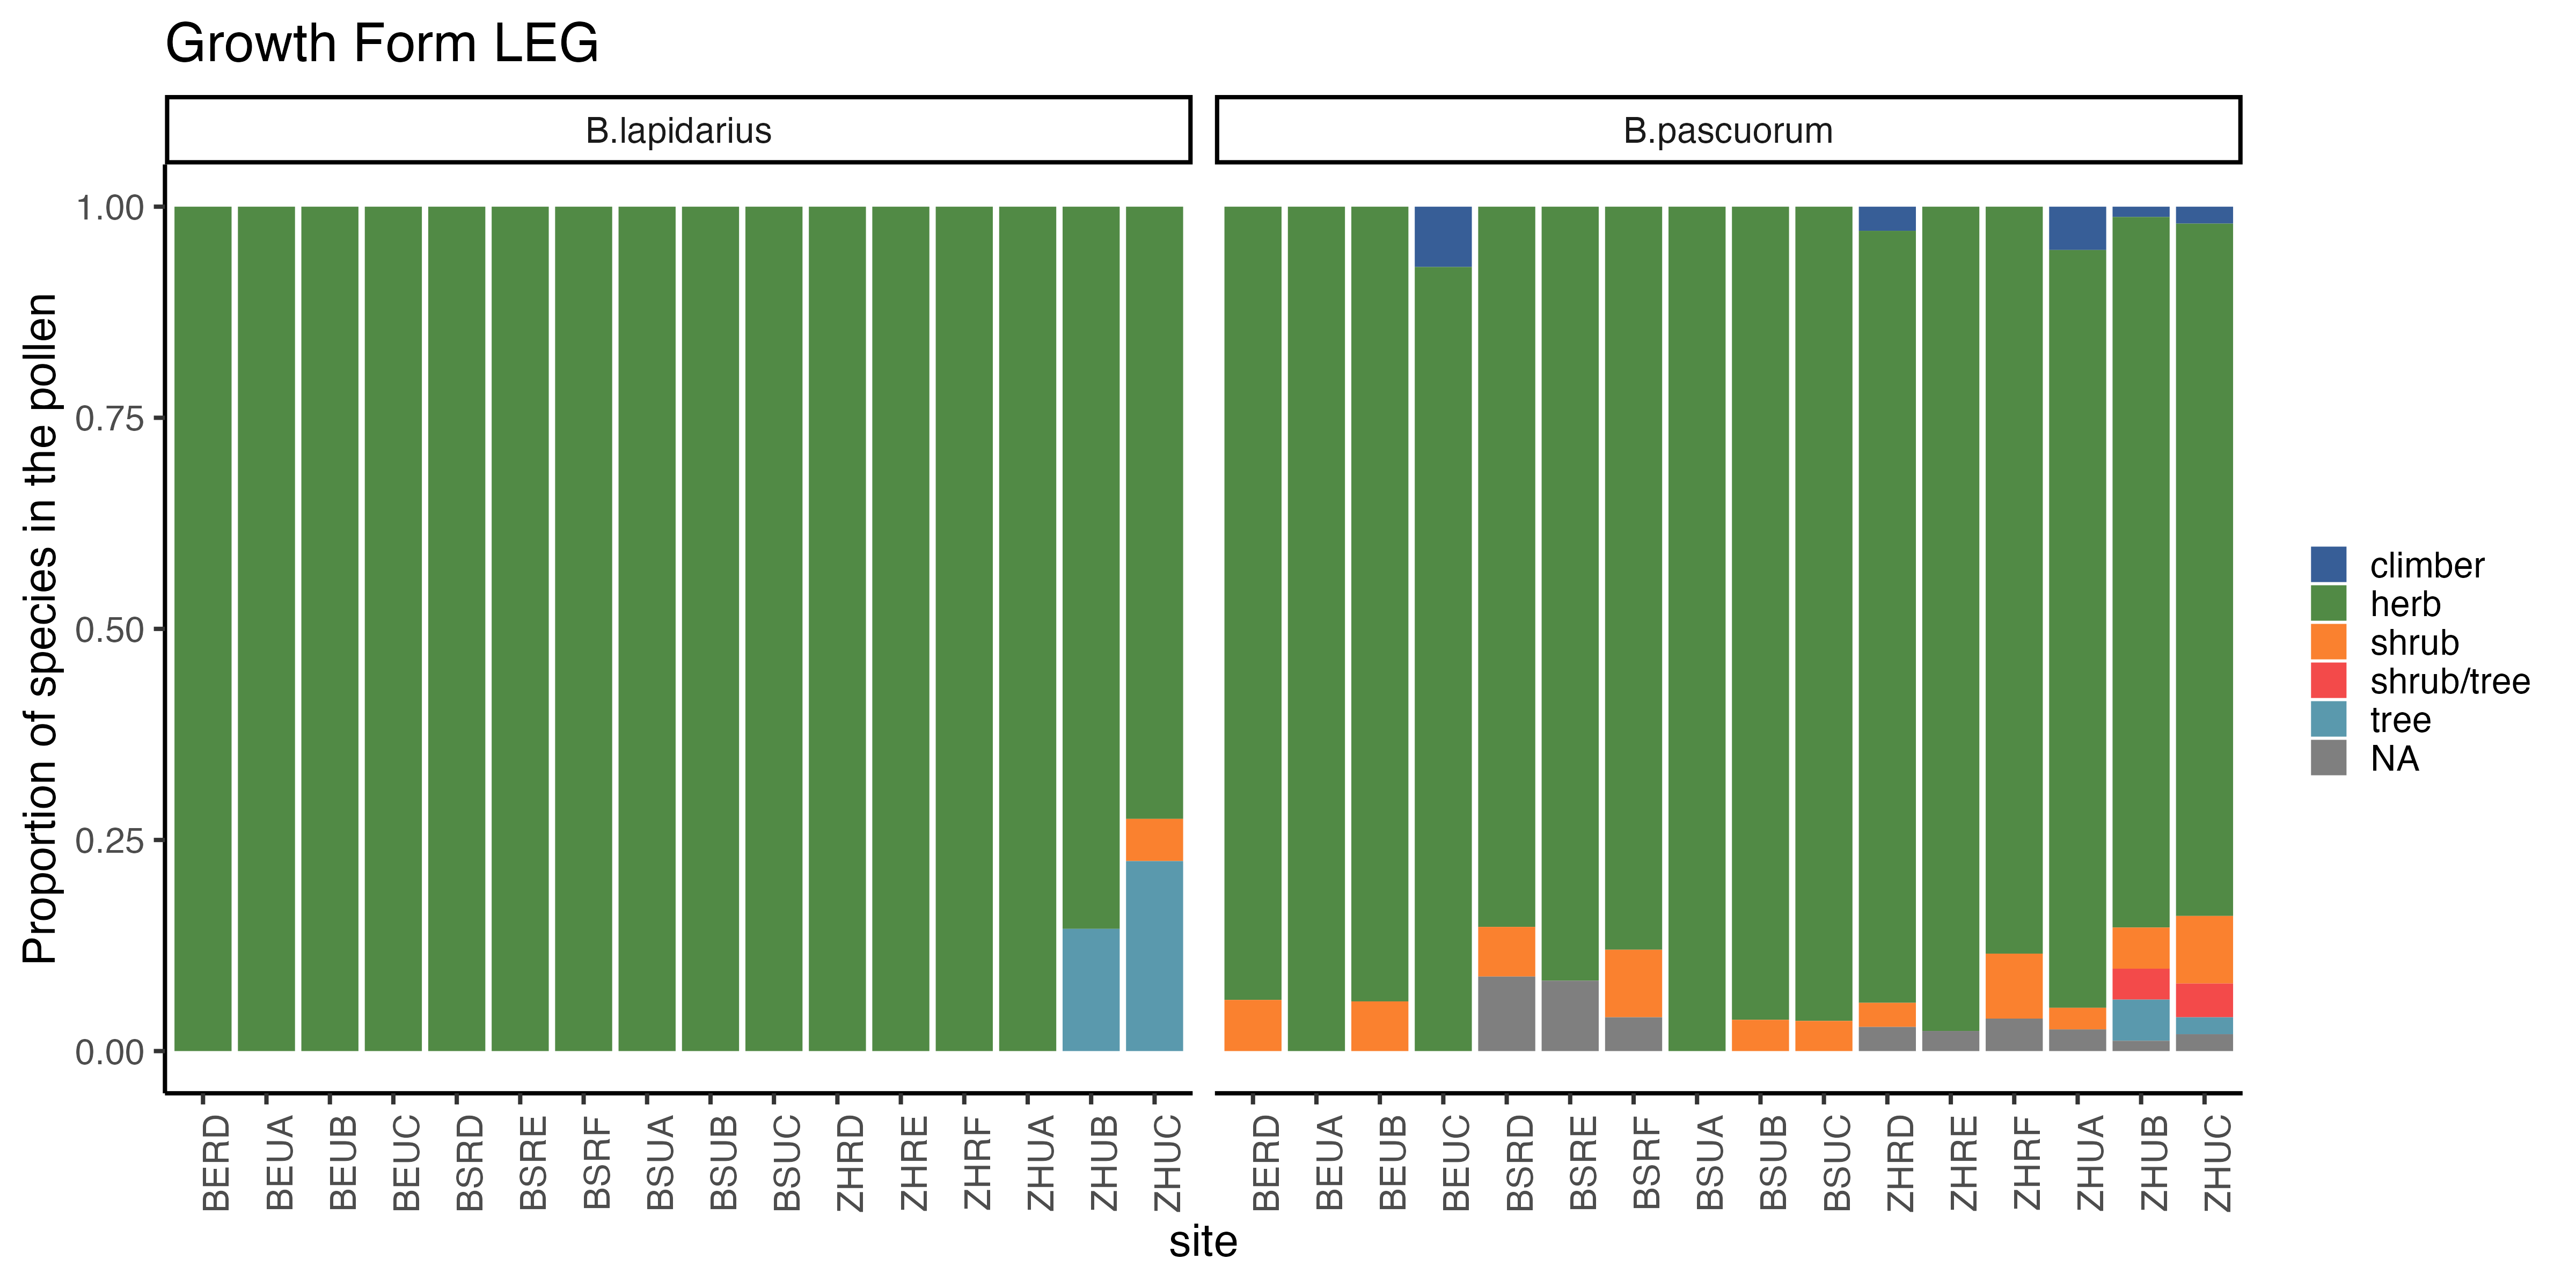 Growth Form LEG
B.lapidarius
B.pascuorum
Proportion of species in the pollen
1.00
0.75
0.50
0.25
0.00
BERD
BEUA
BEUB
BEUC
BSRD
BSRE
BSRF
BSUA
BSUB
BSUC
ZHRD
ZHRE
ZHRF
ZHUA
ZHUB
ZHUC
BERD
BEUA
BEUB
BEUC
BSRD
BSRE
BSRF
BSUA
BSUB
BSUC
ZHRD
ZHRE
ZHRF
ZHUA
ZHUB
ZHUC
site
climber
herb
shrub
shrub/tree
tree
NA